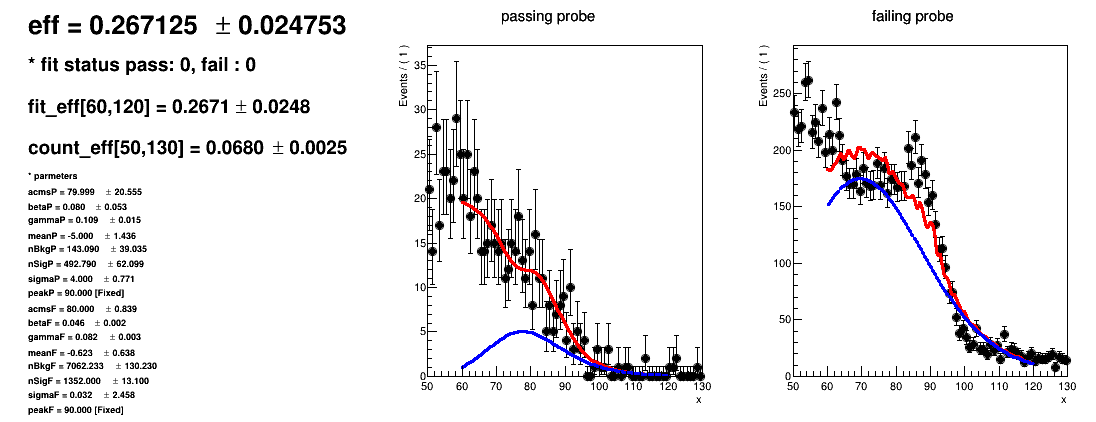 eff = 0.267125 ± 0.024753
* fit status pass: 0, fail : 0
fit_eff[60,120] = 0.2671 ± 0.0248
count_eff[50,130] = 0.0680 ± 0.0025
* parmeters
acmsP = 79.999 ± 20.555
betaP = 0.080 ± 0.053
gammaP = 0.109 ± 0.015
meanP = -5.000 ± 1.436
nBkgP = 143.090 ± 39.035
nSigP = 492.790 ± 62.099
sigmaP = 4.000 ± 0.771
peakP = 90.000 [Fixed]
acmsF = 80.000 ± 0.839
betaF = 0.046 ± 0.002
gammaF = 0.082 ± 0.003
meanF = -0.623 ± 0.638
nBkgF = 7062.233 ± 130.230
nSigF = 1352.000 ± 13.100
sigmaF = 0.032 ± 2.458
peakF = 90.000 [Fixed]
passing probe
Events / ( 1 )
35
30
25
20
15
10
5
0
50 60 70 80 90 100 110 120 130
x
failing probe
Events / ( 1 )
250
200
150
100
50
0
50 60 70 80 90 100 110 120 130
x